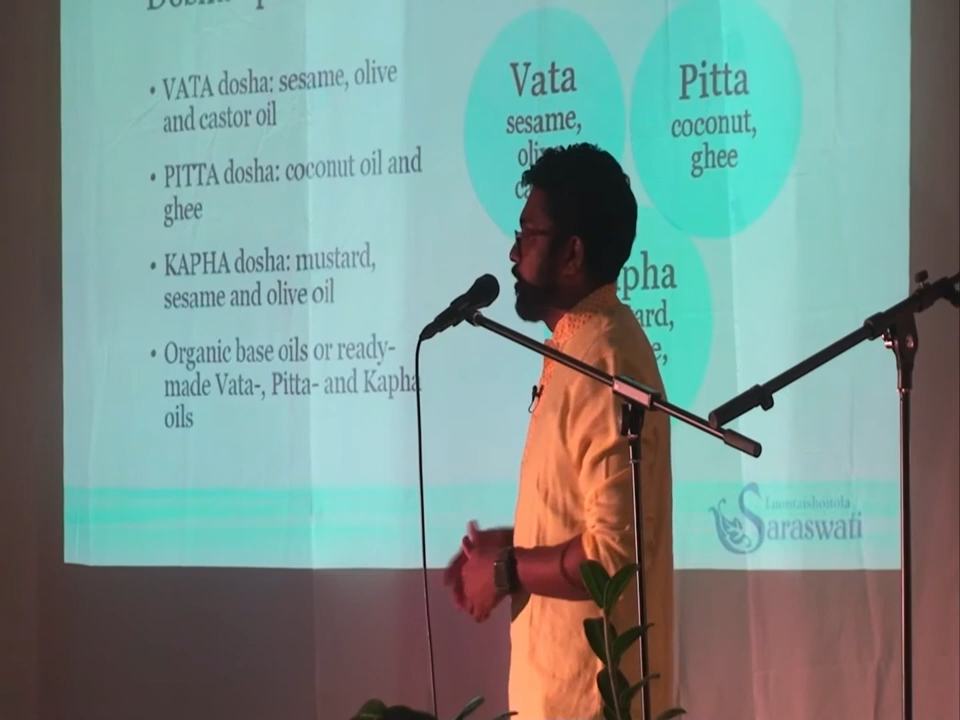 • VATA dosha: sesame, olive
and castor oil
• PITTA dosha: coconut oil and
ghee
• KAPHA dosha: mustard,
sesame and olive oil
• Organic base oils or ready-
made Vata-, Pitta- and Kapha
oils
Vata
sesame,
Pitta
coconut,
ghee
Luontaishoitola
Saraswati